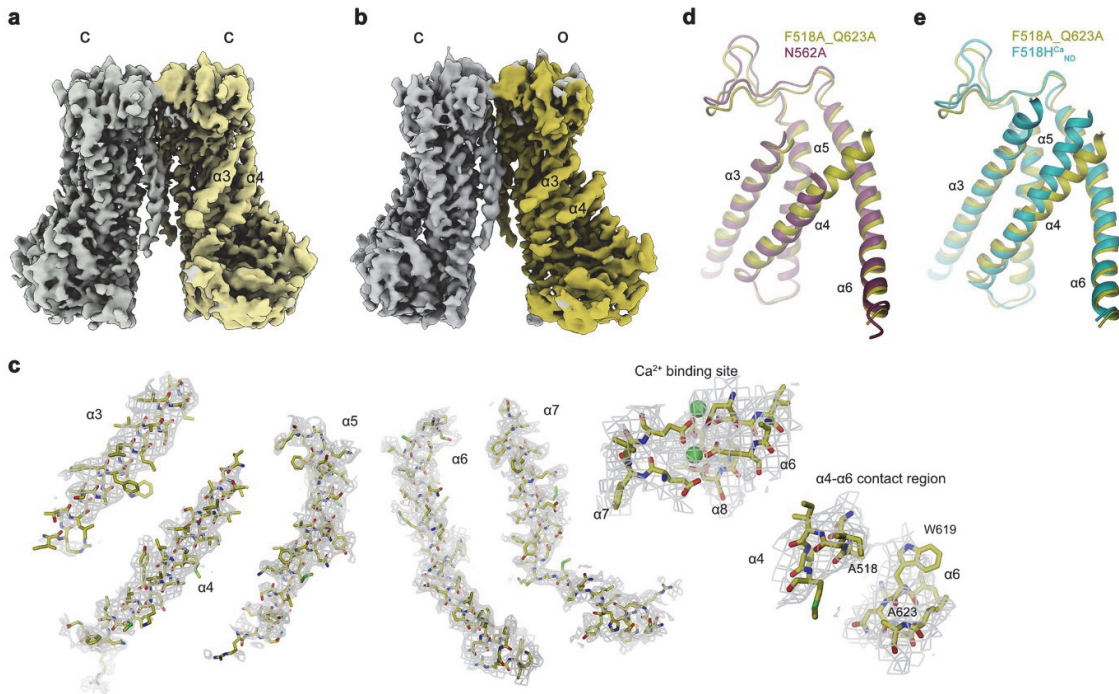 a
C
C
α3
α4
b
C
O
α3
α4
d
F518A_Q623A
N562A
α5
α3
α4
α6
e
F518A_Q623A
F518H^Ca_ND
α5
α3
α4
α6
c
α3
α4
α5
α6
α7
Ca²⁺ binding site
α6
α7
α8
α4-α6 contact region
W619
α4
A518
α6
A623